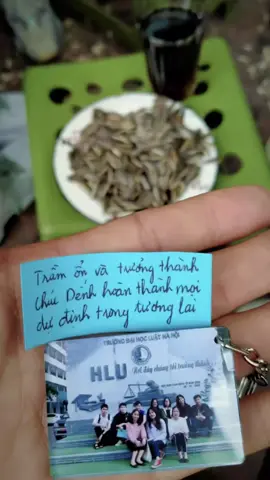 Trầm ổn và trưởng thành
Chúc Dềnh hoàn thành mọi
dự định trong tương lai
TRƯỜNG ĐẠI HỌC LUẬT HÀ NỘI
HLU